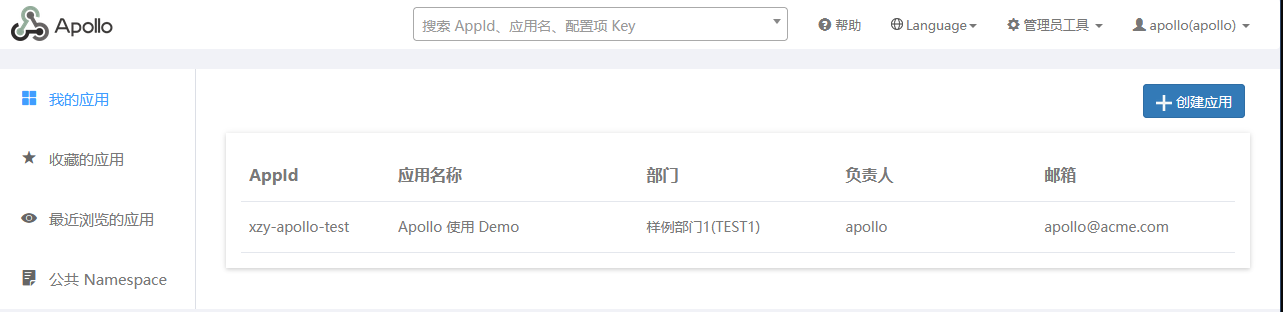 Apollo
搜索 AppId、应用名、配置项 Key
帮助
Language
管理员工具
apollo(apollo)
我的应用
收藏的应用
最近浏览的应用
公共 Namespace
创建应用
AppId 应用名称 部门 负责人 邮箱
xzy-apollo-test Apollo 使用 Demo 样例部门1(TEST1) apollo apollo@acme.com